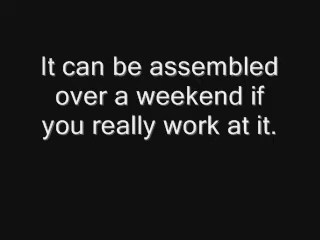 It can be assembled
over a weekend if
you really work at it.